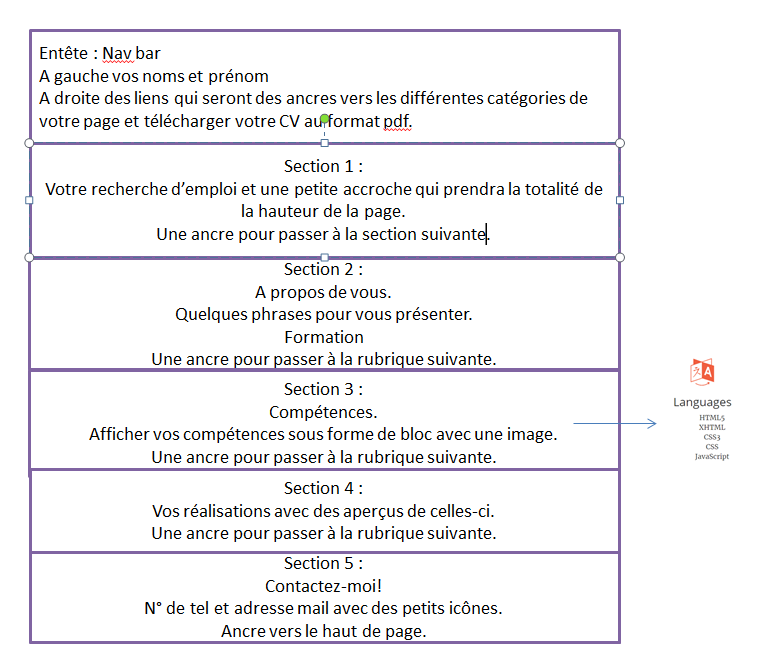 Entête : Nav bar
A gauche vos noms et prénom
A droite des liens qui seront des ancres vers les différentes catégories de
votre page et télécharger votre CV au format pdf.
Section 1 :
Votre recherche d’emploi et une petite accroche qui prendra la totalité de
la hauteur de la page.
Une ancre pour passer à la section suivante.
Section 2 :
A propos de vous.
Quelques phrases pour vous présenter.
Formation
Une ancre pour passer à la rubrique suivante.
Section 3 :
Compétences.
Afficher vos compétences sous forme de bloc avec une image.
Une ancre pour passer à la rubrique suivante.
A
Languages
HTML5
XHTML
CSS3
CSS
JavaScript
Section 4 :
Vos réalisations avec des aperçus de celles-ci.
Une ancre pour passer à la rubrique suivante.
Section 5 :
Contactez-moi!
N° de tel et adresse mail avec des petits icônes.
Ancre vers le haut de page.